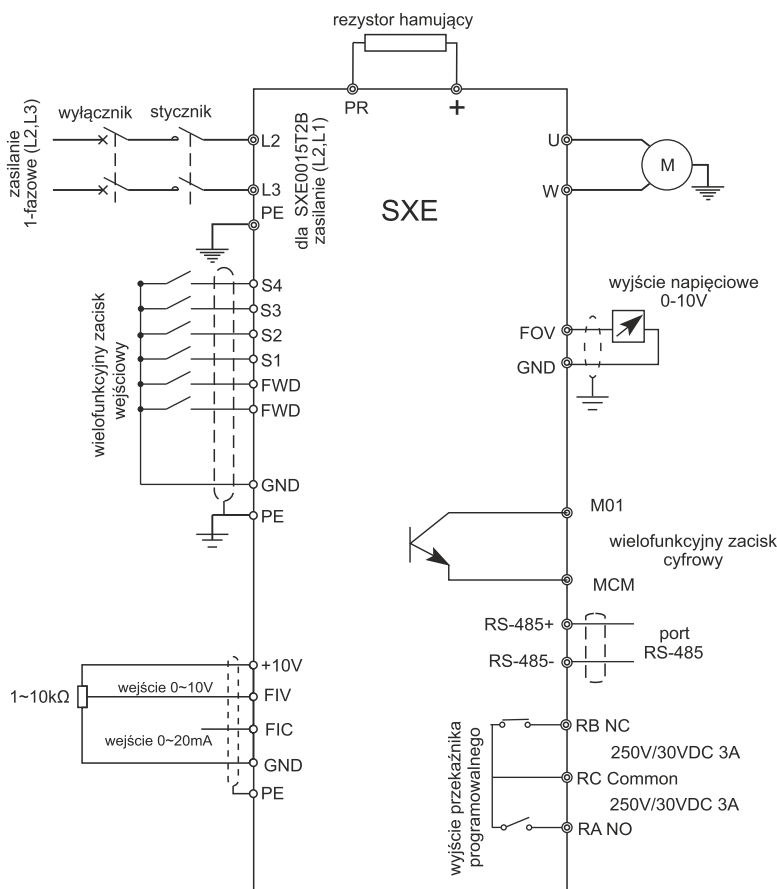 rezystor hamujący
PR
+
zasilanie
1-fazowe (L2,L3)
wyłącznik
stycznik
L2
L3
PE
dla SXE0015T2B
zasilanie (L2,L1)
SXE
U
W
M
wielofunkcyjny zacisk
wejściowy
S4
S3
S2
S1
FWD
FWD
GND
PE
wyjście napięciowe
0-10V
FOV
GND
M01
wielofunkcyjny zacisk
cyfrowy
MCM
RS-485+
port
RS-485
RS-485-
1~10kΩ
+10V
wejście 0~10V
FIV
FIC
wejście 0~20mA
GND
PE
wyjście przekaźnika
programowalnego
RB NC
250V/30VDC 3A
RC Common
250V/30VDC 3A
RA NO